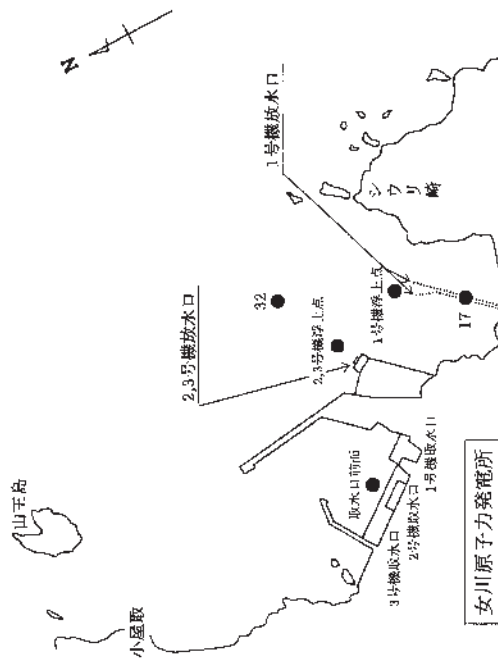 N
1号機放水口
2,3号機放水口
シウリ崎
32
1号機浮上点
2,3号機浮上点
17
山王島
取水口前面
1号機取水口
2号機取水口
3号機取水口
小屋取
女川原子力発電所